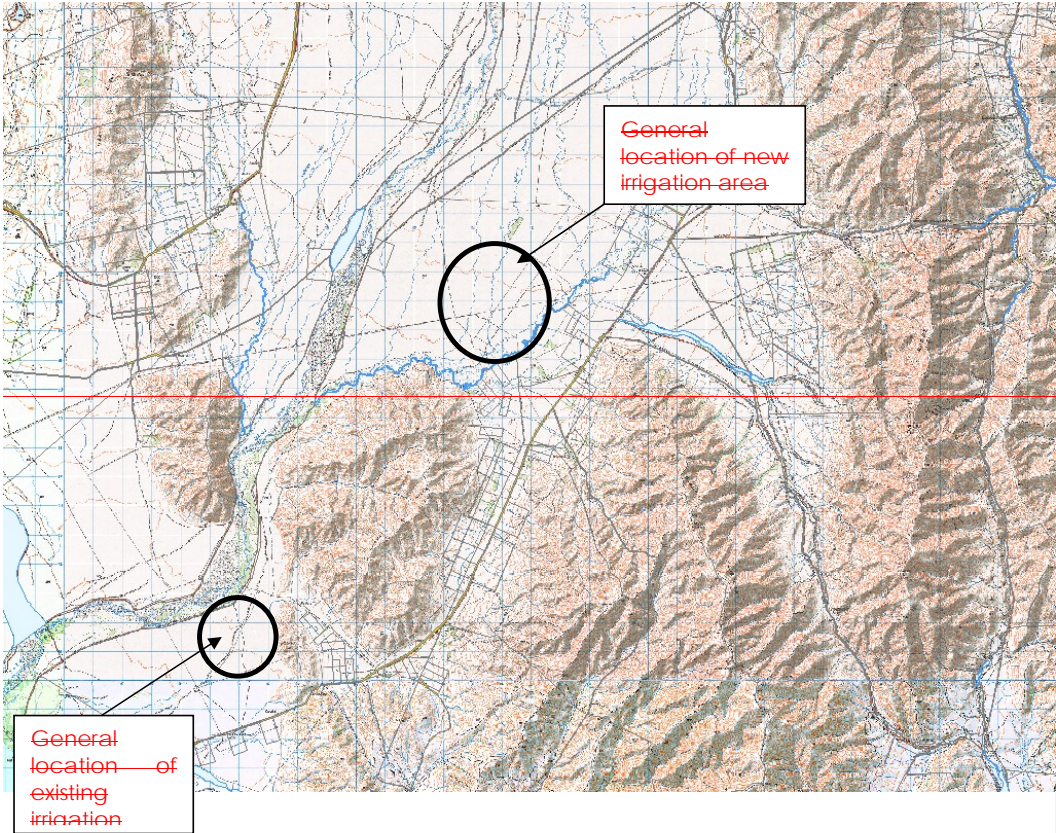 General
location of new
irrigation area
General
location of
existing
irrigation